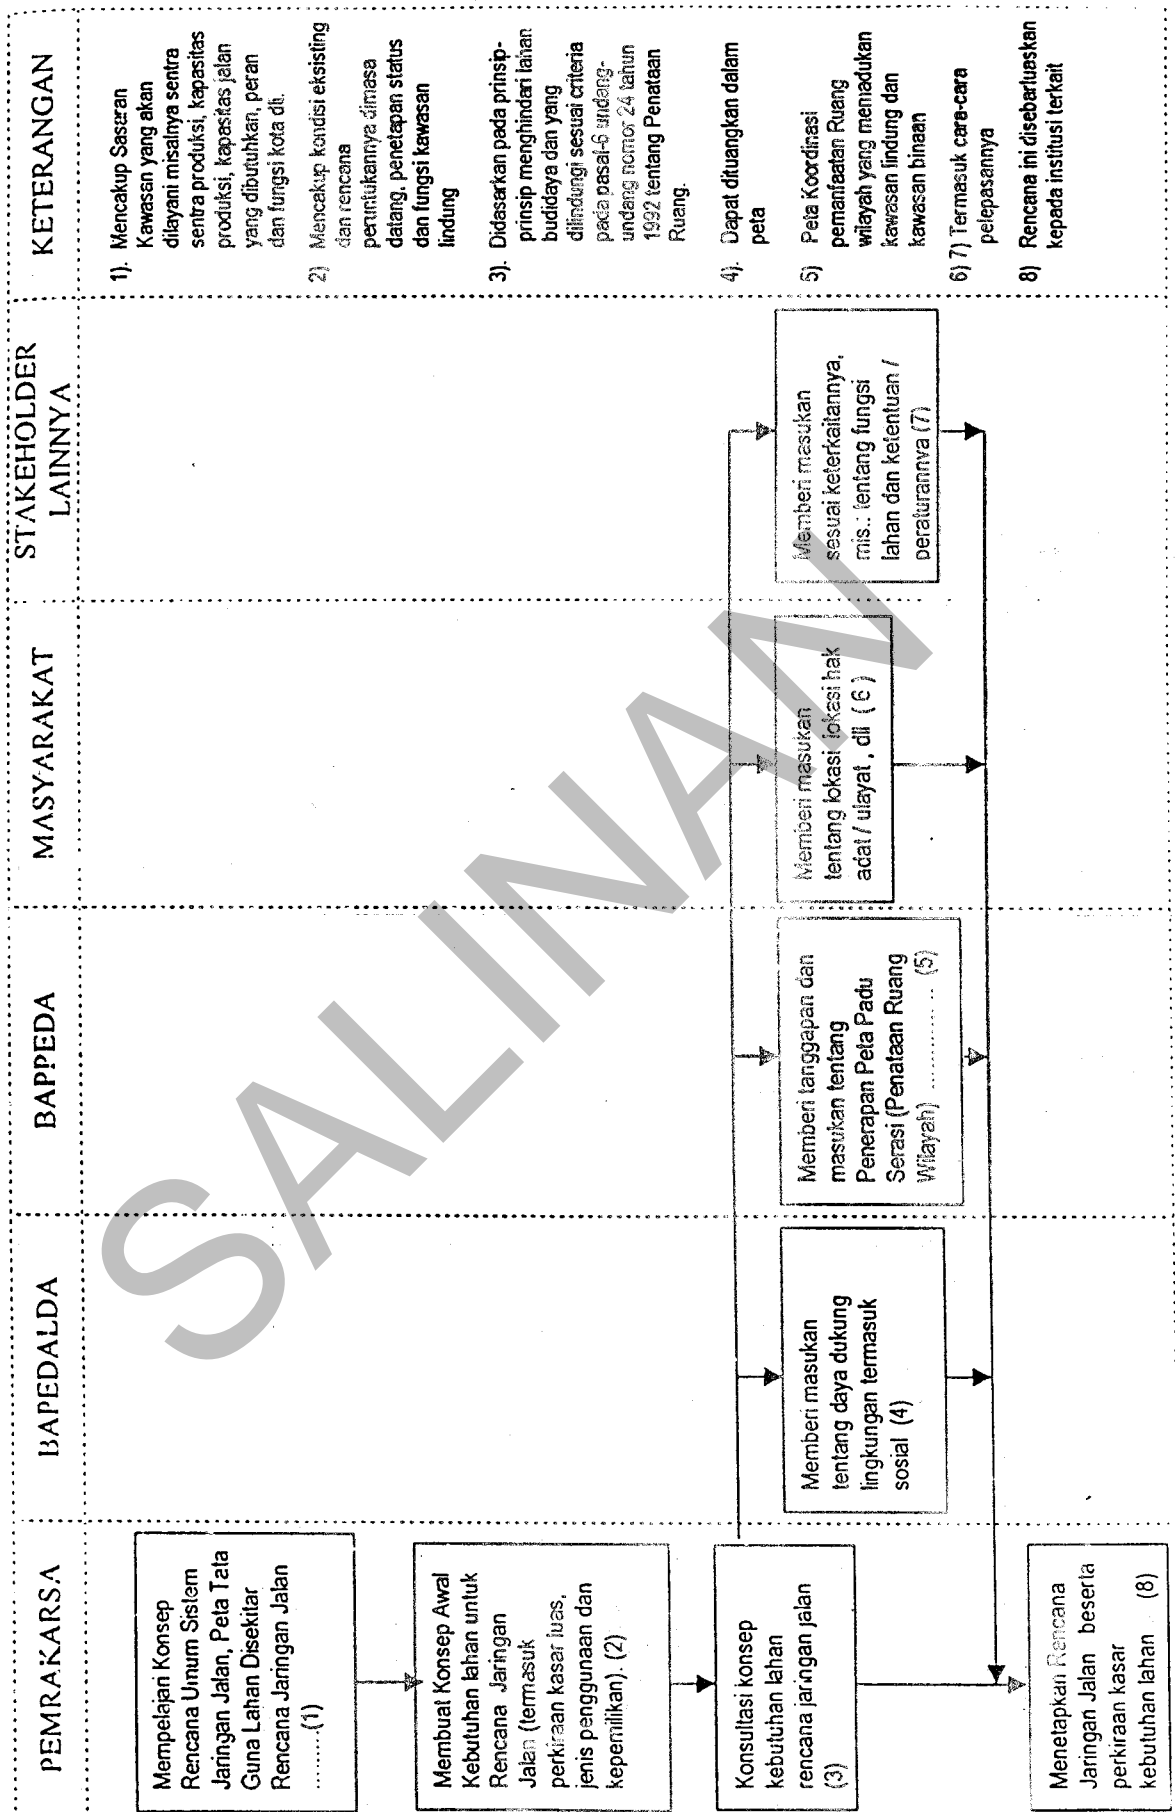 PEMRAKARSA
BAPEDALDA
BAPPEDA
MASYARAKAT
STAKEHOLDER
LAINNYA
KETERANGAN
Mempelajari Konsep
Rencana Umum Sistem
Jaringan Jalan, Peta Tata
Guna Lahan Disekitar
Rencana Jaringan Jalan
........(1)
Membuat Konsep Awal
Kebutuhan lahan untuk
Rencana Jaringan
Jalan (termasuk
perkiraan kasar luas,
jenis penggunaan dan
kepemilikan). (2)
Konsultasi konsep
kebutuhan lahan
rencana jaringan jalan
(3)
Memberi masukan
tentang daya dukung
lingkungan termasuk
sosial (4)
Memberi tanggapan dan
masukan tentang
Penerapan Peta Padu
Serasi (Penataan Ruang
Wilayah) ............. (5)
Memberi masukan
tentang lokasi lokasi hak
adat / ulayat , dll ( 6 )
Memberi masukan
sesuai keterkaitannya,
mis.: tentang fungsi
lahan dan ketentuan /
peraturannya (7)
Menetapkan Rencana
Jaringan Jalan beserta
perkiraan kasar
kebutuhan lahan (8)
1). Mencakup Sasaran
Kawasan yang akan
dilayani misalnya sentra
sentra produksi, kapasitas
produksi, kapasitas jalan
yang dibutuhkan, peran
dan fungsi kota dll.
2) Mencakup kondisi eksisting
dan rencana
peruntukannya dimasa
datang, penetapan status
dan fungsi kawasan
lindung
3). Didasarkan pada prinsip-
prinsip menghindari lahan
budidaya dan yang
dilindungi sesuai criteria
pada pasal-6 undang-
undang nomor 24 tahun
1992 tentang Penataan
Ruang.
4). Dapat dituangkan dalam
peta
5) Peta Koordinasi
pemanfaatan Ruang
wilayah yang memadukan
kawasan lindung dan
kawasan binaan
6) 7) Termasuk cara-cara
pelepasannya
8) Rencana ini disebarluaskan
kepada institusi terkait
SALINAN